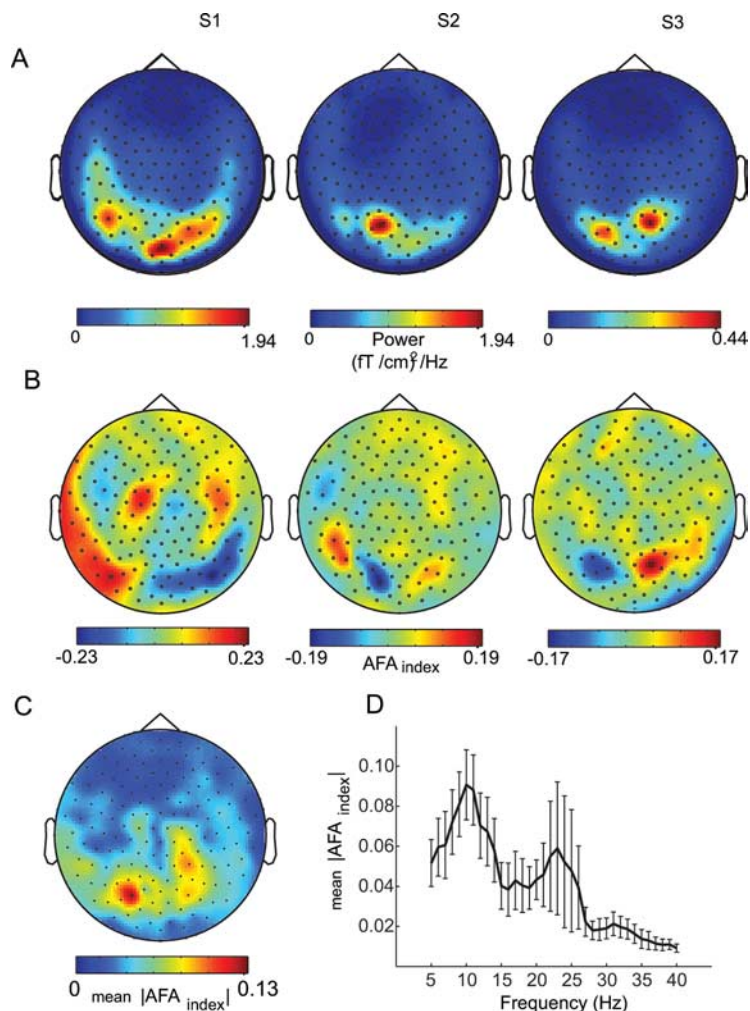 S1 S2 S3
A
0 1.94 0 Power 1.94 0 0.44
(fT /cm)²/Hz
B
-0.23 0.23 -0.19 AFA index 0.19 -0.17 0.17
C
0 mean |AFA index| 0.13
D
mean |AFA index|
0.10
0.08
0.06
0.04
0.02
5 10 15 20 25 30 35 40
Frequency (Hz)